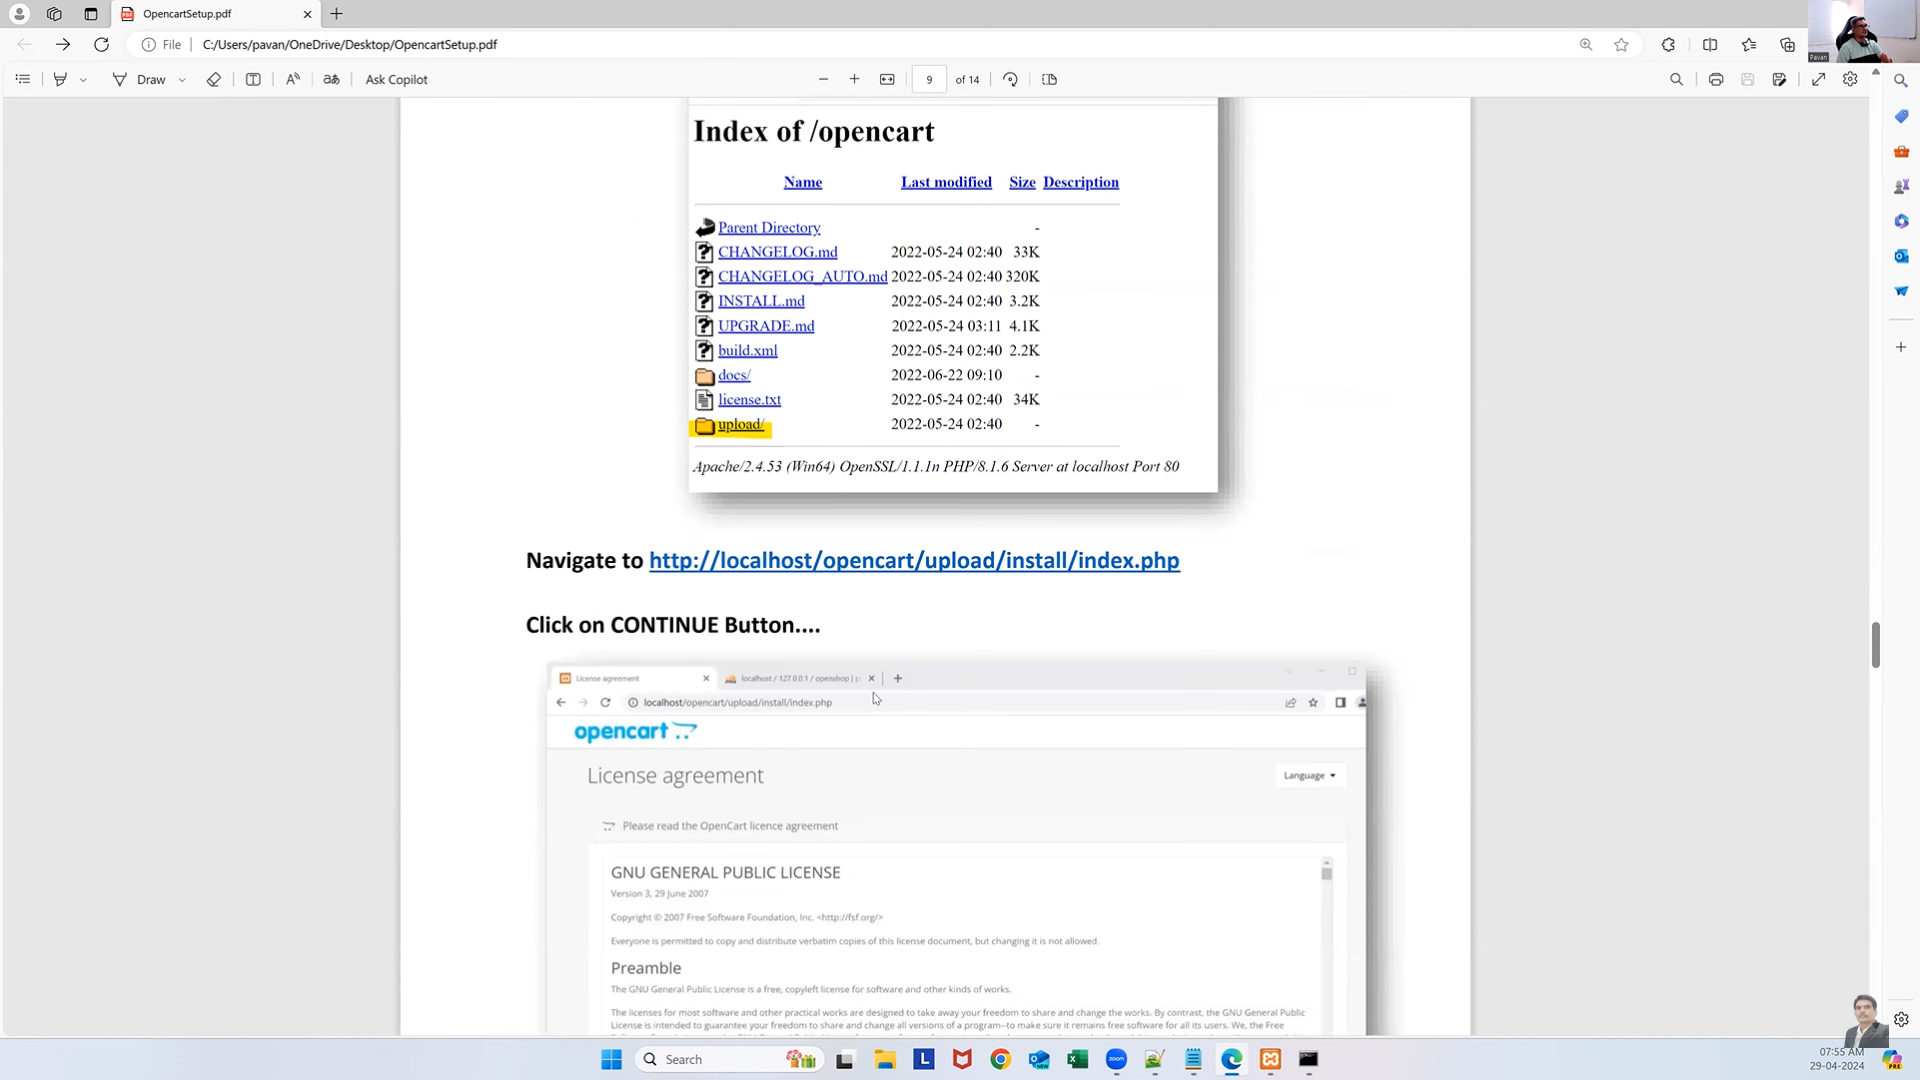 OpencartSetup.pdf
File C:/Users/pavan/OneDrive/Desktop/OpencartSetup.pdf
Pavan
Draw Ask Copilot 9 of 14
Index of /opencart
Name Last modified Size Description
Parent Directory -
CHANGELOG.md 2022-05-24 02:40 33K
CHANGELOG_AUTO.md 2022-05-24 02:40 320K
INSTALL.md 2022-05-24 02:40 3.2K
UPGRADE.md 2022-05-24 03:11 4.1K
build.xml 2022-05-24 02:40 2.2K
docs/ 2022-06-22 09:10 -
license.txt 2022-05-24 02:40 34K
upload/ 2022-05-24 02:40 -
Apache/2.4.53 (Win64) OpenSSL/1.1.1n PHP/8.1.6 Server at localhost Port 80
Navigate to http://localhost/opencart/upload/install/index.php
Click on CONTINUE Button....
License agreement localhost / 127.0.0.1 / openshop |
localhost/opencart/upload/install/index.php
opencart
License agreement Language
Please read the OpenCart licence agreement
GNU GENERAL PUBLIC LICENSE
Version 3, 29 June 2007
Copyright © 2007 Free Software Foundation, Inc. <http://fsf.org/>
Everyone is permitted to copy and distribute verbatim copies of this license document, but changing it is not allowed.
Preamble
The GNU General Public License is a free, copyleft license for software and other kinds of works.
The licenses for most software and other practical works are designed to take away your freedom to share and change the works. By contrast, the GNU General Public
License is intended to guarantee your freedom to share and change all versions of a program--to make sure it remains free software for all its users. We, the Free
Search
zoom
07:55 AM
29-04-2024